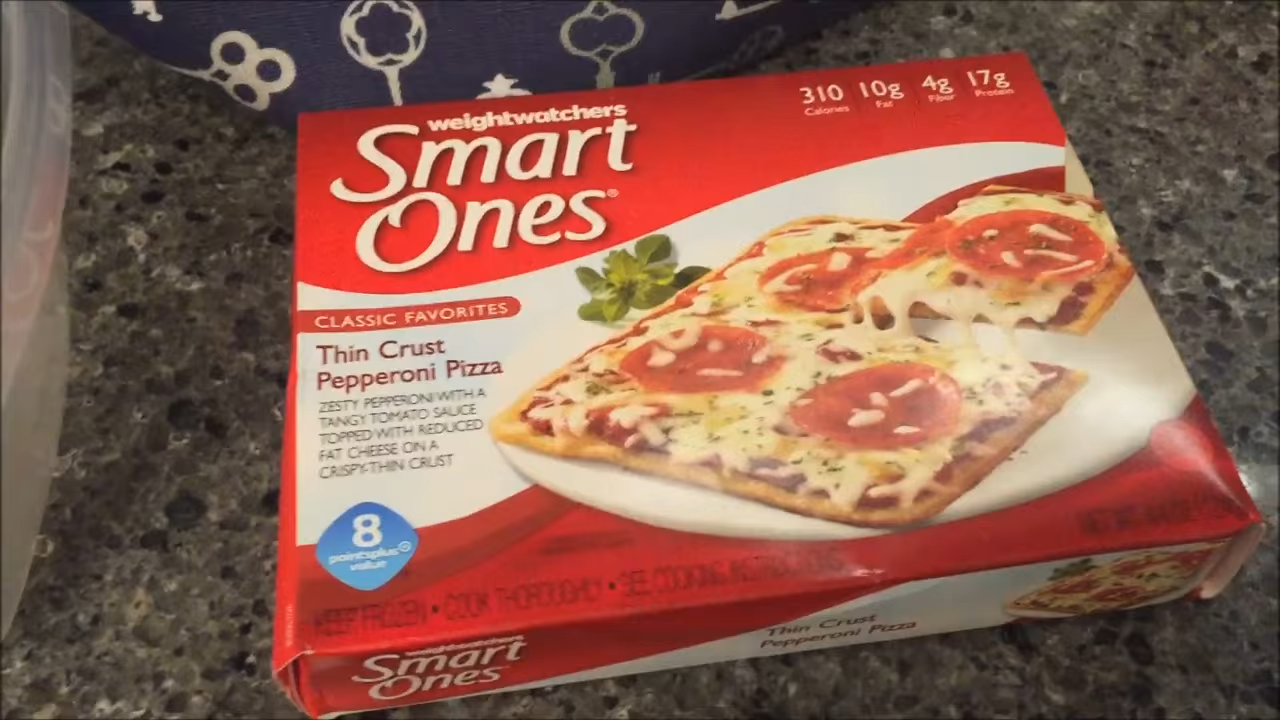 310 10g 4g 17g
Calories Fat Fiber Protein
weightwatchers
Smart
Ones®
CLASSIC FAVORITES
Thin Crust
Pepperoni Pizza
ZESTY PEPPERONI WITH A
TANGY TOMATO SAUCE
TOPPED WITH REDUCED
FAT CHEESE ON A
CRISPY-THIN CRUST
8
pointsplus®
value
KEEP FROZEN • COOK THOROUGHLY • SEE COOKING INSTRUCTIONS
weightwatchers
Smart
Ones
Thin Crust
Pepperoni Pizza